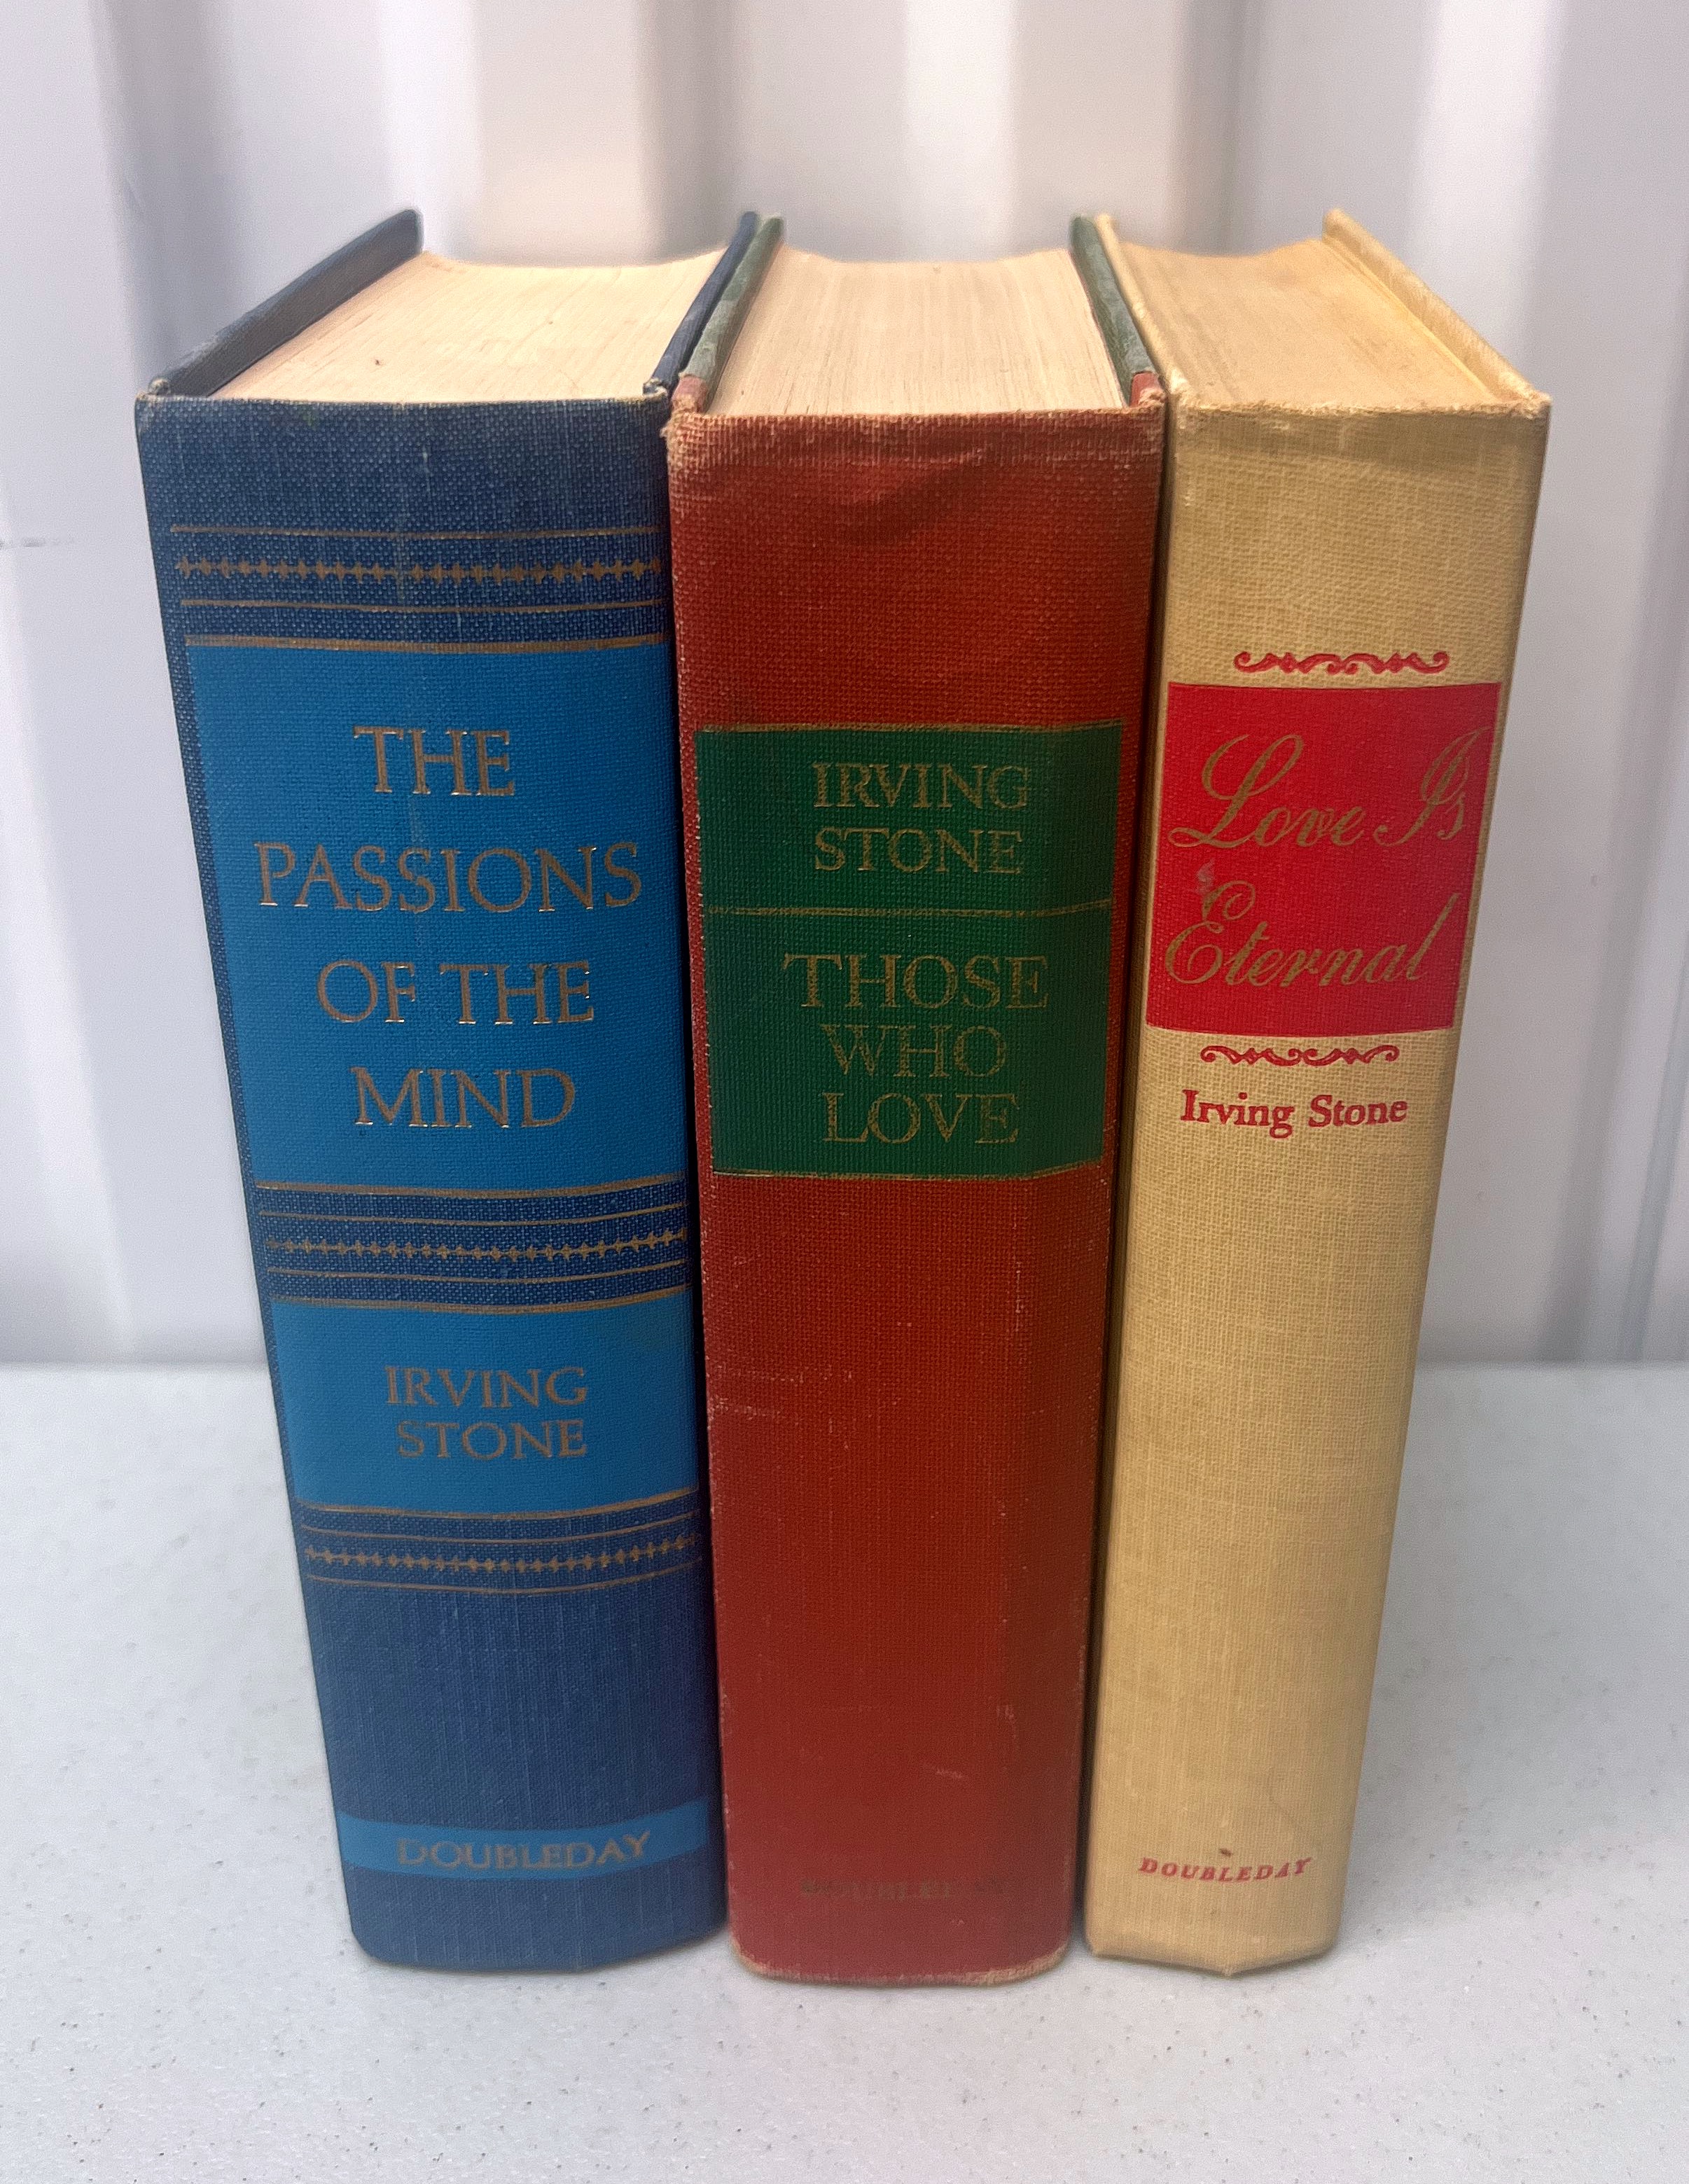 THE
PASSIONS
OF THE
MIND
IRVING
STONE
DOUBLEDAY
IRVING
STONE
THOSE
WHO
LOVE
Love Is
Eternal
Irving Stone
DOUBLEDAY